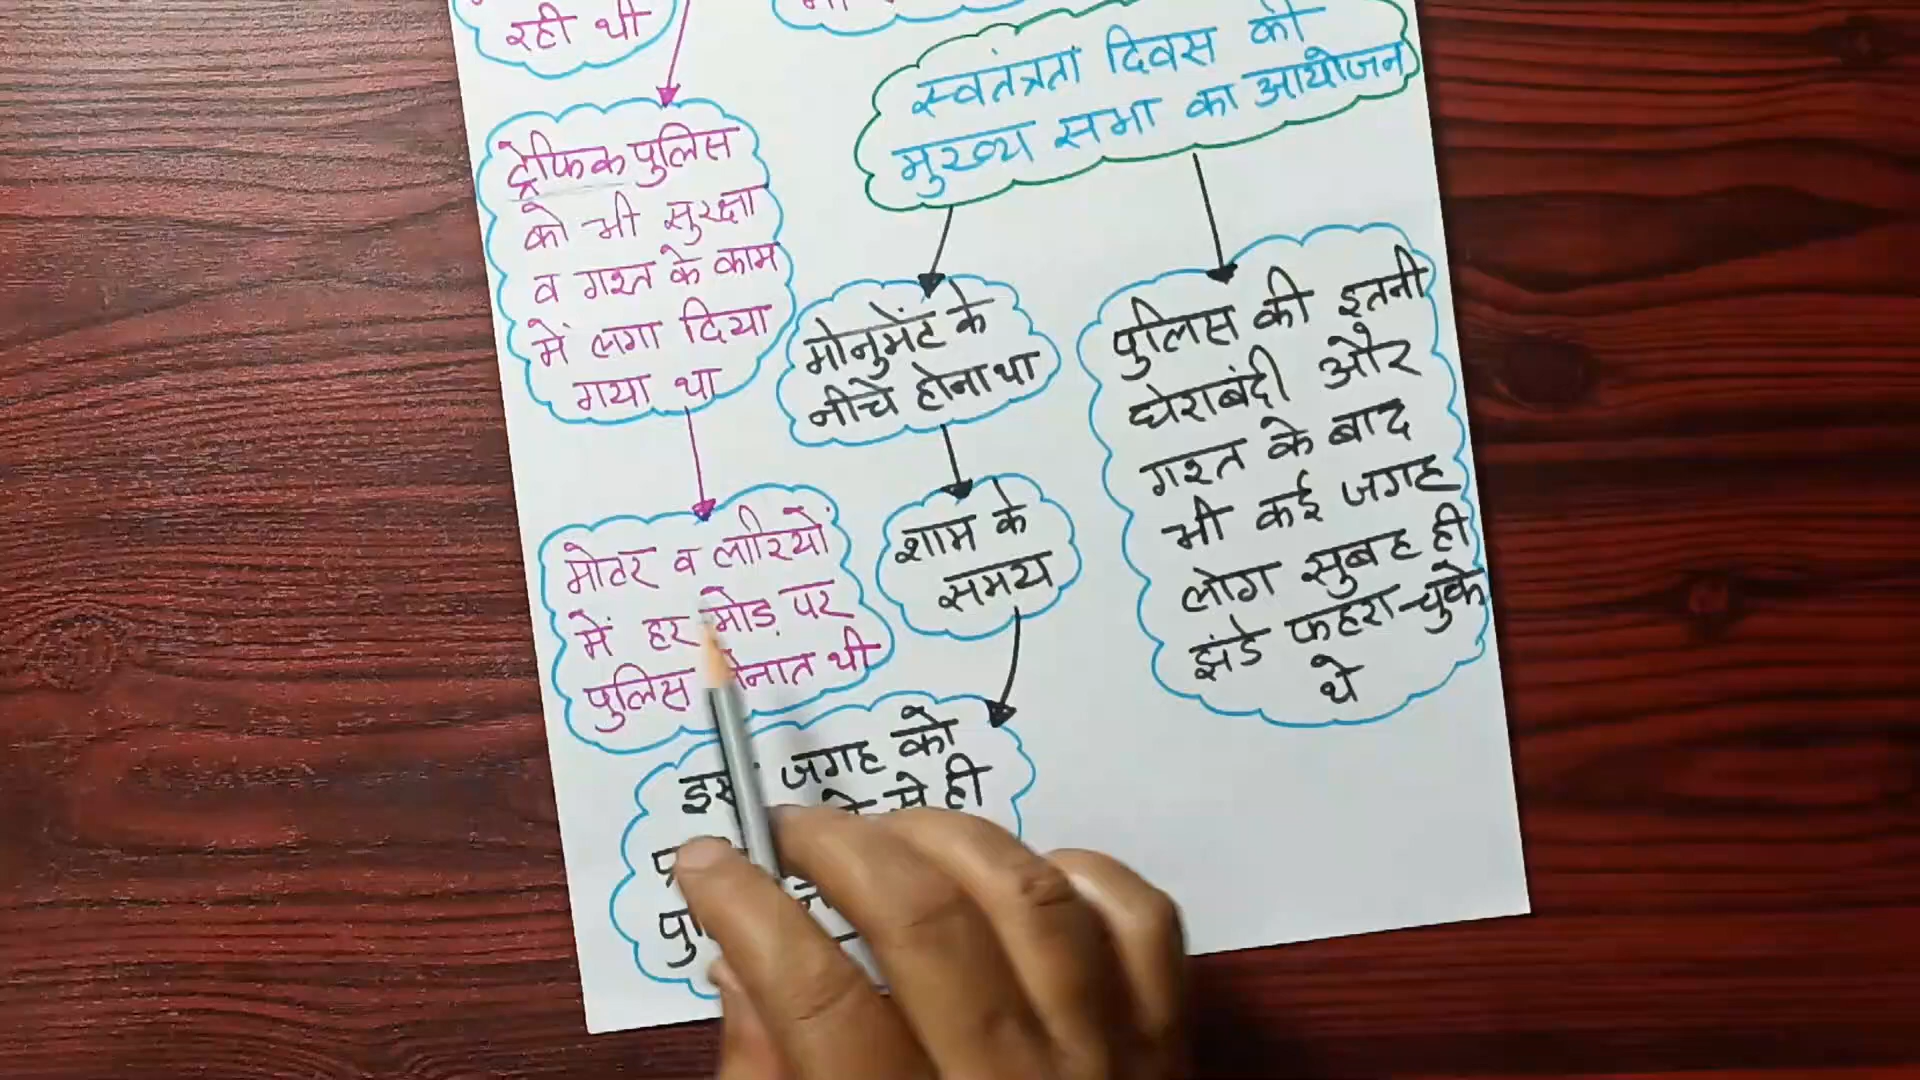 रही थी
ट्रेफिक पुलिस
को भी सुरक्षा
व गश्त के काम
में लगा दिया
गया था
मोटर व लारियों
में हर मोड़ पर
पुलिस तैनात थी
स्वतंत्रता दिवस की
मुख्य सभा का आयोजन
मोनुमेंट के
नीचे होना था
शाम के
समय
जगह को
ही
पुलिस की इतनी
घेराबंदी और
गश्त के बाद
भी कई जगह
लोग सुबह ही
झंडे फहरा चुके
थे